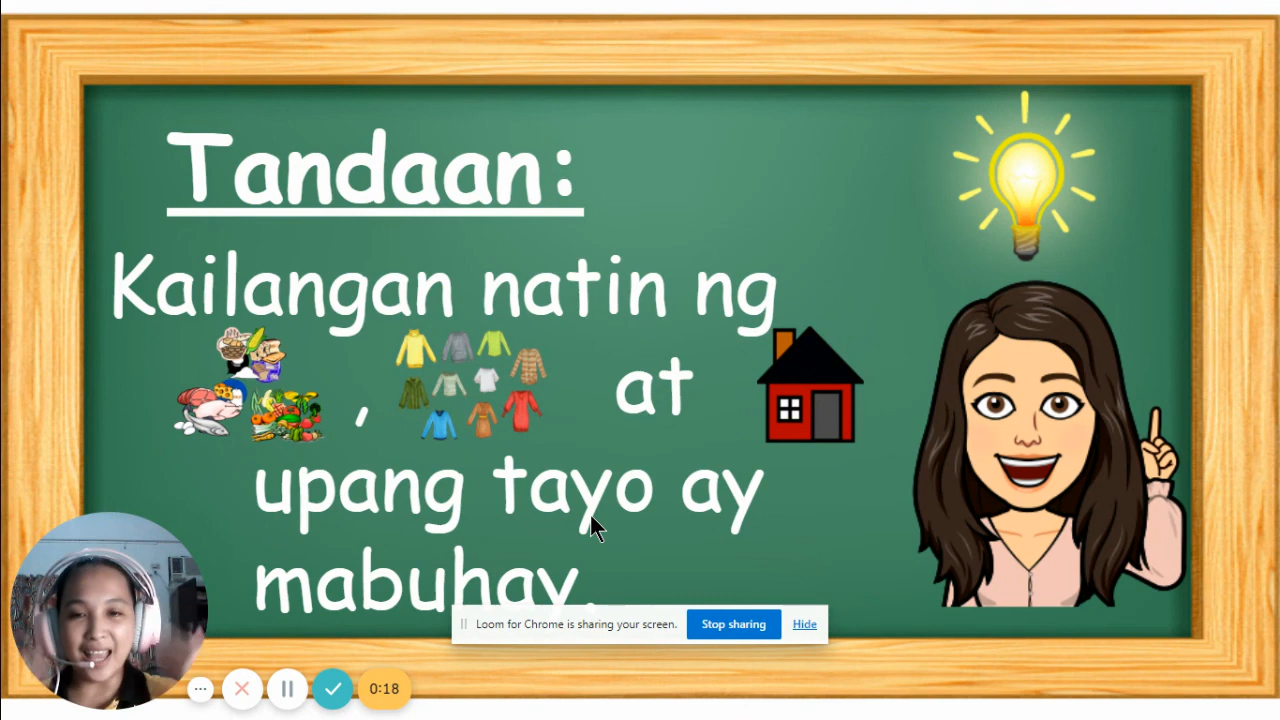 Tandaan:
Kailangan natin ng
, at
upang tayo ay
mabuhay.
Loom for Chrome is sharing your screen. Stop sharing Hide
0:18